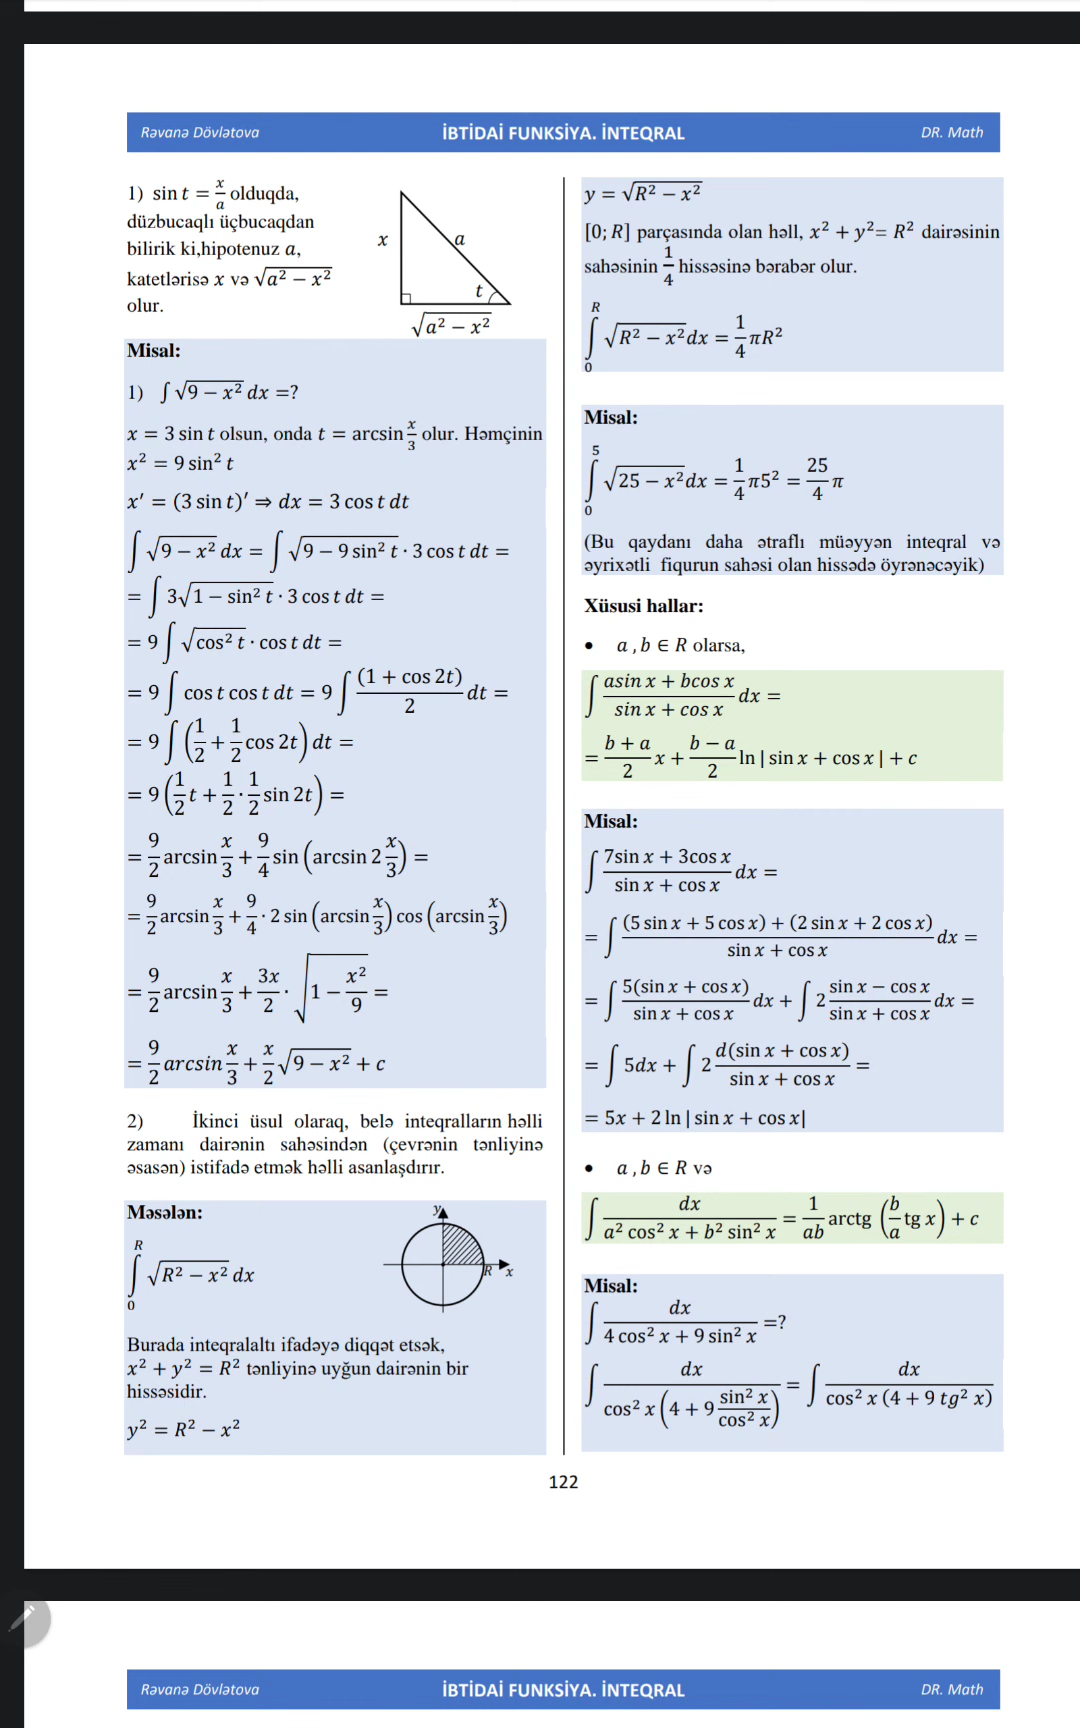 Rəvanə Dövlətova İBTİDAİ FUNKSİYA. İNTEQRAL DR. Math
1) sin t = x/a olduqda,
düzbucaqlı üçbucaqdan
bilirik ki,hipotenuz a,
katetlərisə x və √(a² − x²)
olur.
x a t
√(a² − x²)
Misal:
1) ∫ √(9 − x²) dx =?
x = 3 sin t olsun, onda t = arcsin x/3 olur. Həmçinin
x² = 9 sin² t
x′ = (3 sin t)′ ⇒ dx = 3 cos t dt
∫ √(9 − x²) dx = ∫ √(9 − 9 sin² t) · 3 cos t dt =
= ∫ 3√(1 − sin² t) · 3 cos t dt =
= 9 ∫ √(cos² t) · cos t dt =
= 9 ∫ cos t cos t dt = 9 ∫ (1 + cos 2t)/2 dt =
= 9 ∫ (1/2 + 1/2 cos 2t) dt =
= 9 (1/2 t + 1/2 · 1/2 sin 2t) =
= 9/2 arcsin x/3 + 9/4 sin (arcsin 2 x/3) =
= 9/2 arcsin x/3 + 9/4 · 2 sin (arcsin x/3) cos (arcsin x/3)
= 9/2 arcsin x/3 + 3x/2 · √(1 − x²/9) =
= 9/2 arcsin x/3 + x/2 √(9 − x²) + c
2) İkinci üsul olaraq, belə inteqralların həlli
zamanı dairənin sahəsindən (çevrənin tənliyinə
əsasən) istifadə etmək həlli asanlaşdırır.
Məsələn:
∫₀ᴿ √(R² − x²) dx
y R x
Burada inteqralaltı ifadəyə diqqət etsək,
x² + y² = R² tənliyinə uyğun dairənin bir
hissəsidir.
y² = R² − x²
y = √(R² − x²)
[0; R] parçasında olan həll, x² + y²= R² dairəsinin
sahəsinin 1/4 hissəsinə bərabər olur.
∫₀ᴿ √(R² − x²)dx = 1/4 πR²
Misal:
∫₀⁵ √(25 − x²)dx = 1/4 π5² = 25/4 π
(Bu qaydanı daha ətraflı müəyyən inteqral və
əyrixətli fiqurun sahəsi olan hissədə öyrənəcəyik)
Xüsusi hallar:
• a ,b ∈ R olarsa,
∫ (asin x + bcos x)/(sin x + cos x) dx =
= (b + a)/2 x + (b − a)/2 ln | sin x + cos x | + c
Misal:
∫ (7sin x + 3cos x)/(sin x + cos x) dx =
= ∫ ((5 sin x + 5 cos x) + (2 sin x + 2 cos x))/(sin x + cos x) dx =
= ∫ 5(sin x + cos x)/(sin x + cos x) dx + ∫ 2 (sin x − cos x)/(sin x + cos x) dx =
= ∫ 5dx + ∫ 2 d(sin x + cos x)/(sin x + cos x) =
= 5x + 2 ln | sin x + cos x|
• a ,b ∈ R və
∫ dx/(a² cos² x + b² sin² x) = 1/ab arctg (b/a tg x) + c
Misal:
∫ dx/(4 cos² x + 9 sin² x) =?
∫ dx/(cos² x (4 + 9 sin² x/cos² x)) = ∫ dx/(cos² x (4 + 9 tg² x))
122
Rəvanə Dövlətova İBTİDAİ FUNKSİYA. İNTEQRAL DR. Math